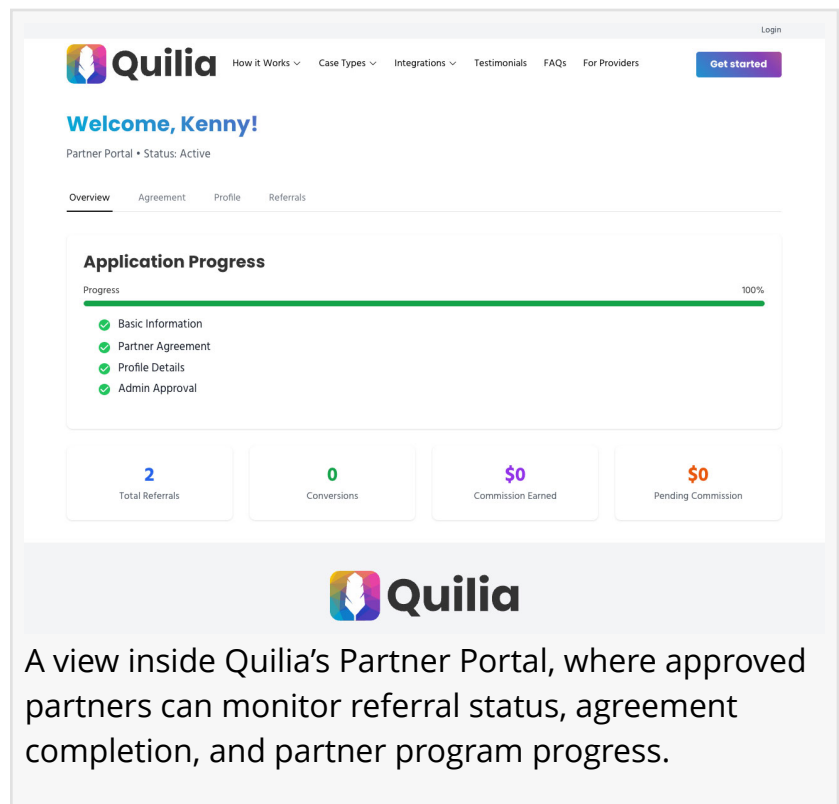 Login
Quilia
How it Works Case Types Integrations Testimonials FAQs For Providers Get started
Welcome, Kenny!
Partner Portal • Status: Active
Overview Agreement Profile Referrals
Application Progress
Progress 100%
Basic Information
Partner Agreement
Profile Details
Admin Approval
2 0 $0 $0
Total Referrals Conversions Commission Earned Pending Commission
Quilia
A view inside Quilia’s Partner Portal, where approved
partners can monitor referral status, agreement
completion, and partner program progress.